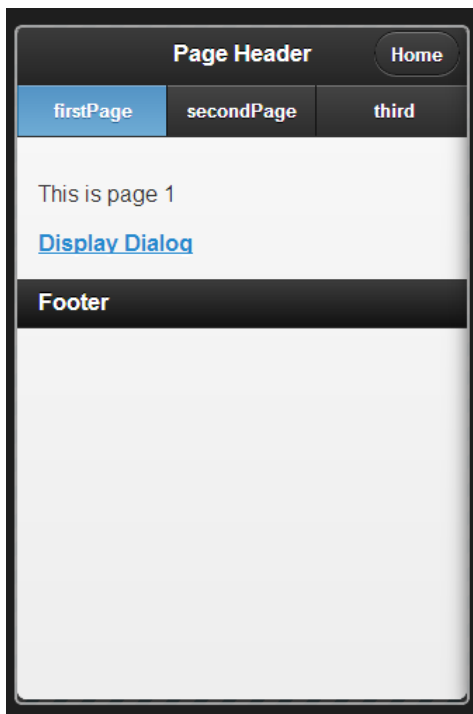 Page Header Home
firstPage secondPage third
This is page 1
Display Dialog
Footer